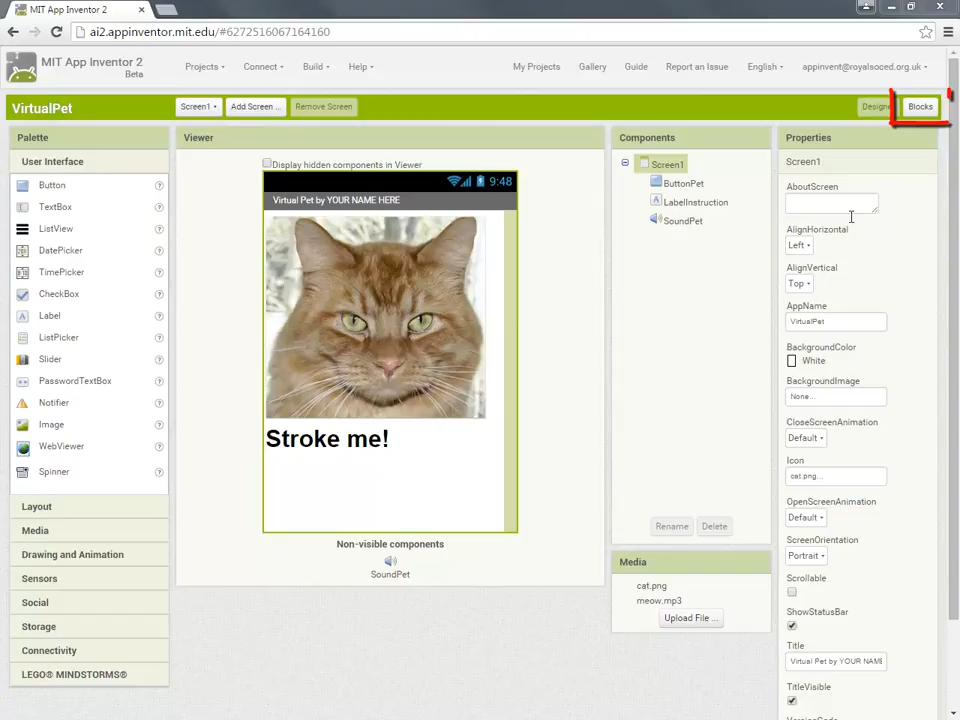 MIT App Inventor 2
ai2.appinventor.mit.edu/#6272516067164160
MIT App Inventor 2
Beta
Projects
Connect
Build
Help
My Projects
Gallery
Guide
Report an Issue
English
appinvent@royalsoced.org.uk
VirtualPet
Screen1
Add Screen ...
Remove Screen
Designe
Blocks
Palette
User Interface
Button
TextBox
ListView
DatePicker
TimePicker
CheckBox
Label
ListPicker
Slider
PasswordTextBox
Notifier
Image
WebViewer
Spinner
Layout
Media
Drawing and Animation
Sensors
Social
Storage
Connectivity
LEGO® MINDSTORMS®
Viewer
Display hidden components in Viewer
9:48
Virtual Pet by YOUR NAME HERE
Stroke me!
Non-visible components
SoundPet
Components
Screen1
ButtonPet
A LabelInstruction
SoundPet
Rename
Delete
Media
cat.png
meow.mp3
Upload File ...
Properties
Screen1
AboutScreen
AlignHorizontal
Left
AlignVertical
Top
AppName
VirtualPet
BackgroundColor
White
BackgroundImage
None...
CloseScreenAnimation
Default
Icon
cat.png...
OpenScreenAnimation
Default
ScreenOrientation
Portrait
Scrollable
ShowStatusBar
Title
Virtual Pet by YOUR NAME
TitleVisible